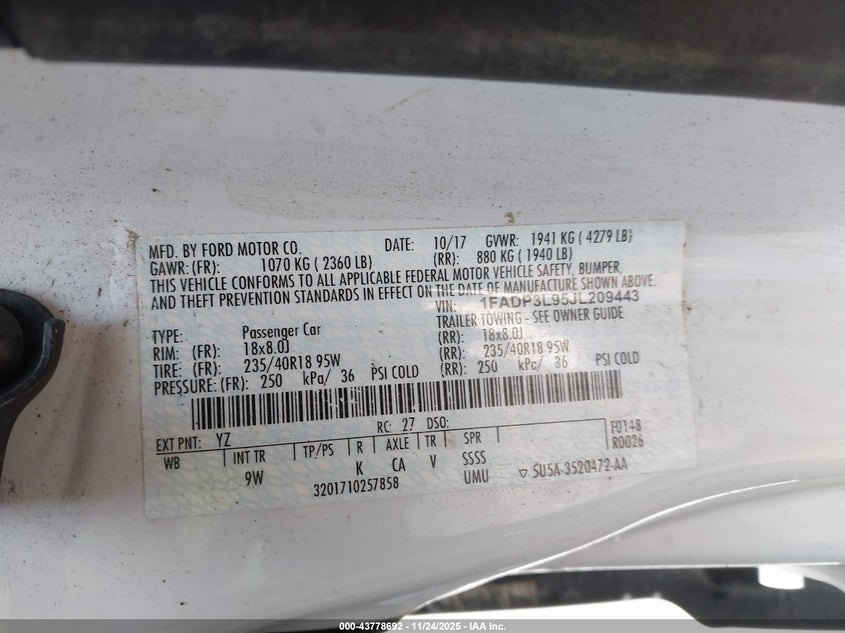 MFD. BY FORD MOTOR CO. DATE: 10/17 GVWR: 1941 KG ( 4279 LB)
GAWR: (FR): 1070 KG ( 2360 LB) (RR): 880 KG ( 1940 LB)
THIS VEHICLE CONFORMS TO ALL APPLICABLE FEDERAL MOTOR VEHICLE SAFETY, BUMPER,
AND THEFT PREVENTION STANDARDS IN EFFECT ON THE DATE OF MANUFACTURE SHOWN ABOVE.
VIN: 1FADP3L95JL209443
TYPE: Passenger Car TRAILER TOWING - SEE OWNER GUIDE
RIM: (FR): 18x8.0J (RR): 18x8.0J
TIRE: (FR): 235/40R18 95W (RR): 235/40R18 95W
PRESSURE: (FR): 250 kPa/ 36 PSI COLD (RR): 250 kPa/ 36 PSI COLD
EXT PNT: YZ RC: 27 DSO: F0148
WB INT TR TP/PS R AXLE TR SPR R0026
9W K CA V SSSS
3201710257858 UMU ▽ 5U5A-3520472-AA
000-43778692 - 11/24/2025 - IAA Inc.